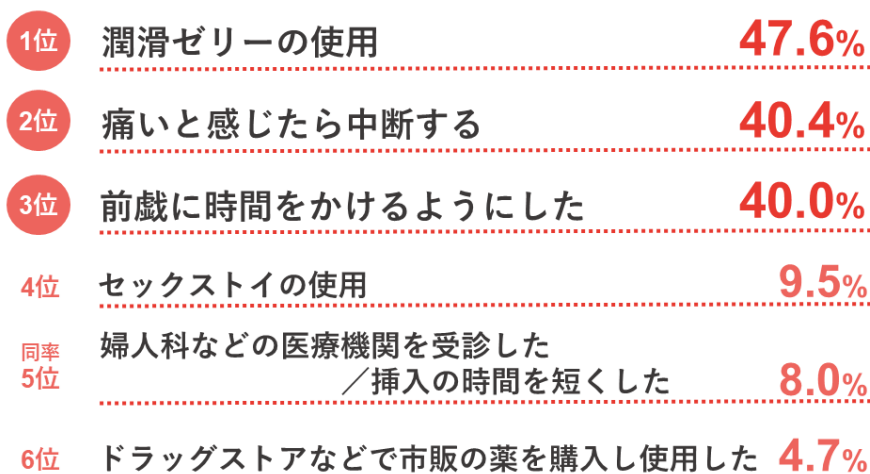 1位 潤滑ゼリーの使用 47.6%
2位 痛いと感じたら中断する 40.4%
3位 前戯に時間をかけるようにした 40.0%
4位 セックストイの使用 9.5%
同率 婦人科などの医療機関を受診した
5位 ／挿入の時間を短くした 8.0%
6位 ドラッグストアなどで市販の薬を購入し使用した 4.7%